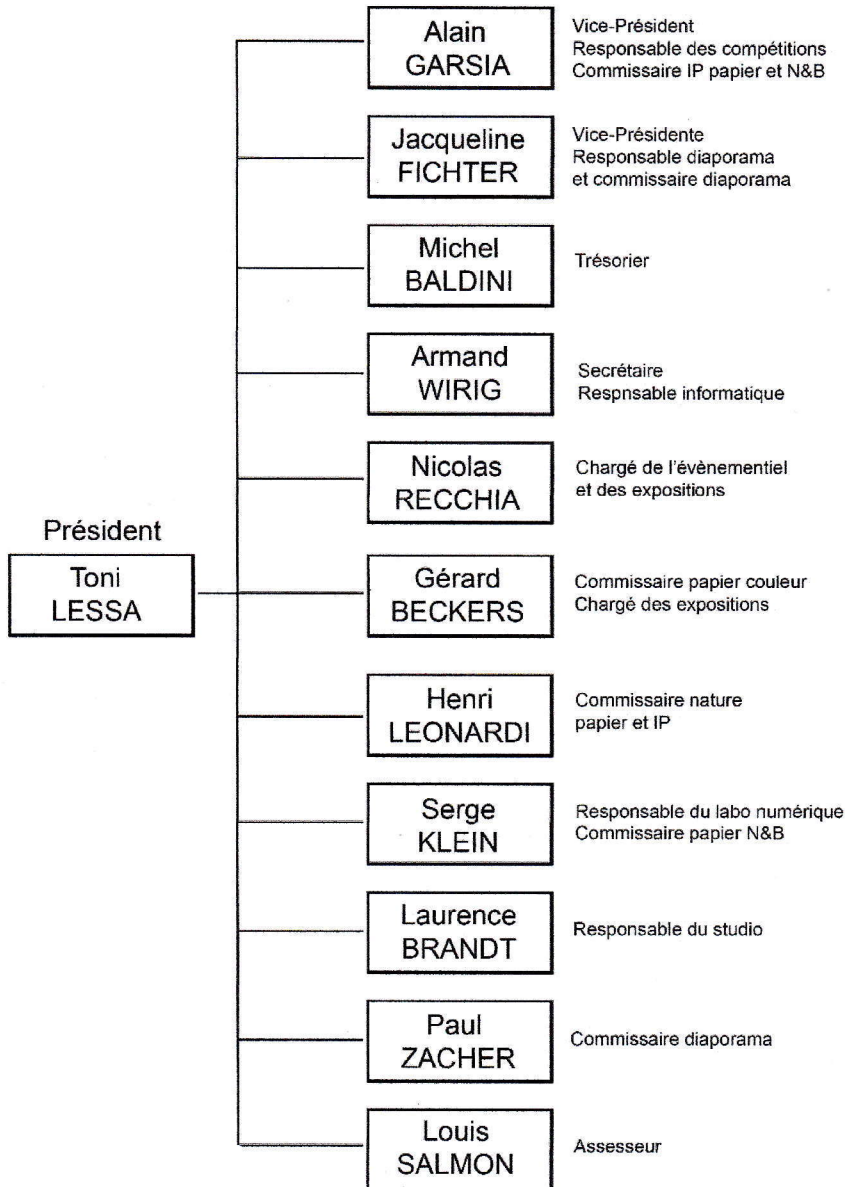 Alain
GARSIA
Vice-Président
Responsable des compétitions
Commissaire IP papier et N&B
Jacqueline
FICHTER
Vice-Présidente
Responsable diaporama
et commissaire diaporama
Michel
BALDINI
Trésorier
Armand
WIRIG
Secrétaire
Respnsable informatique
Nicolas
RECCHIA
Chargé de l'évènementiel
et des expositions
Président
Toni
LESSA
Gérard
BECKERS
Commissaire papier couleur
Chargé des expositions
Henri
LEONARDI
Commissaire nature
papier et IP
Serge
KLEIN
Responsable du labo numérique
Commissaire papier N&B
Laurence
BRANDT
Responsable du studio
Paul
ZACHER
Commissaire diaporama
Louis
SALMON
Assesseur